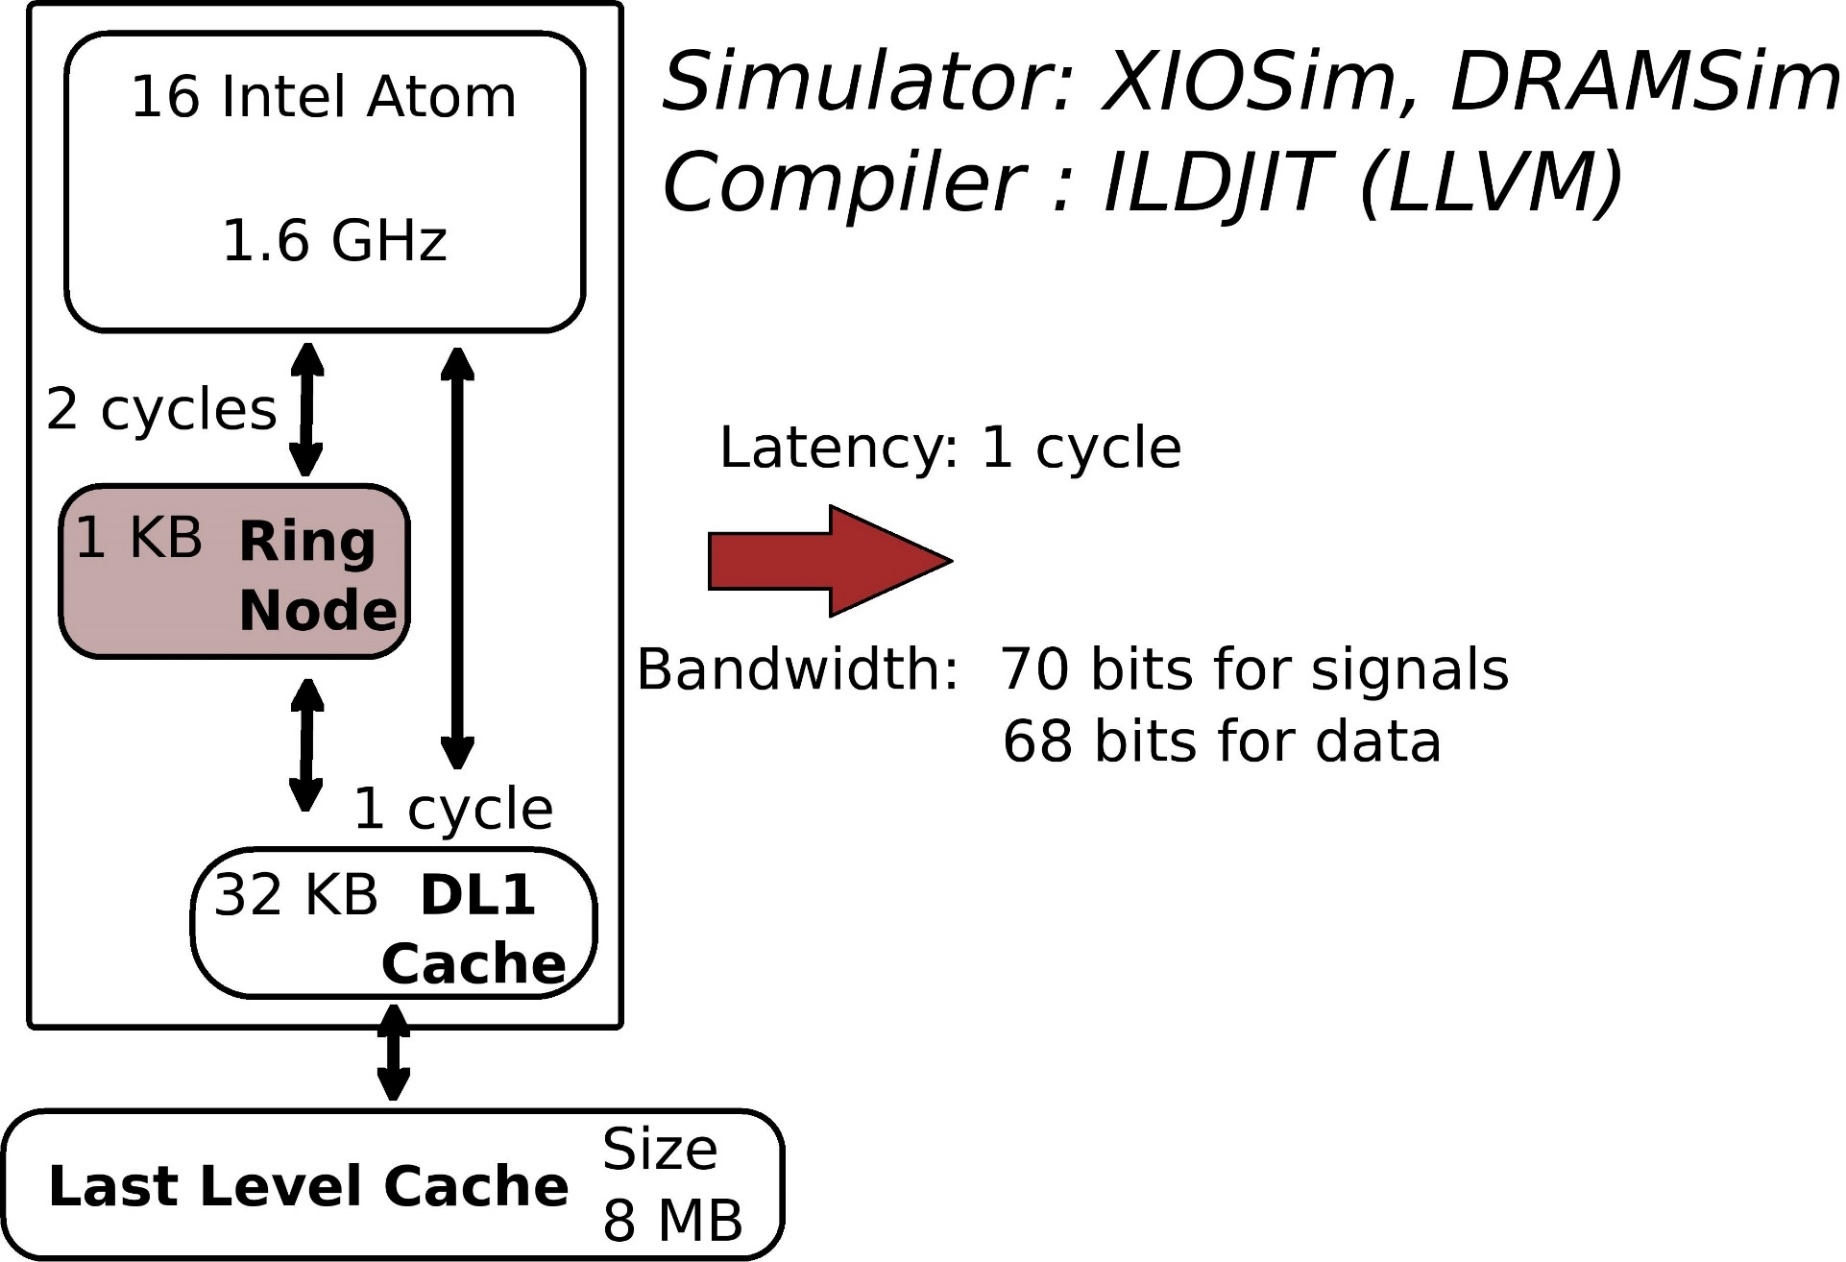 16 Intel Atom
1.6 GHz
Simulator: XIOSim, DRAMSim
Compiler : ILDJIT (LLVM)
2 cycles
1 KB Ring
Node
Latency: 1 cycle
Bandwidth: 70 bits for signals
68 bits for data
1 cycle
32 KB DL1
Cache
Last Level Cache
Size
8 MB